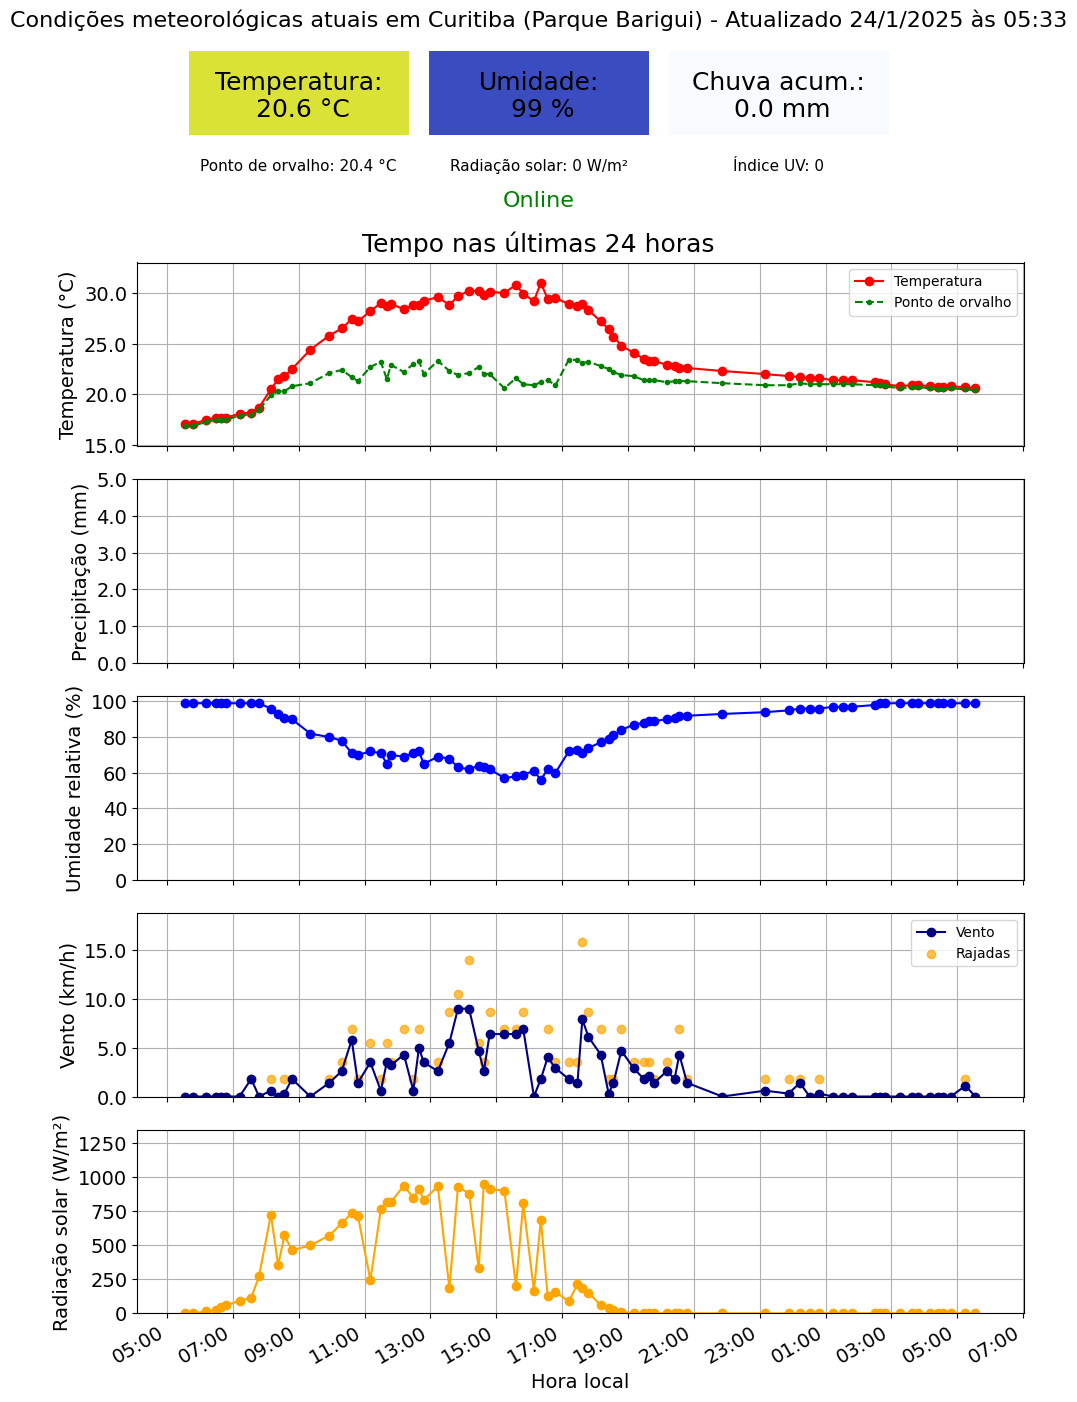 Condições meteorológicas atuais em Curitiba (Parque Barigui) - Atualizado 24/1/2025 às 05:33
Temperatura:
20.6 °C
Umidade:
99 %
Chuva acum.:
0.0 mm
Ponto de orvalho: 20.4 °C
Radiação solar: 0 W/m²
Índice UV: 0
Online
Tempo nas últimas 24 horas
Temperatura (°C)
30.0
25.0
20.0
15.0
Temperatura
Ponto de orvalho
Precipitação (mm)
5.0
4.0
3.0
2.0
1.0
0.0
Umidade relativa (%)
100
80
60
40
20
0
Vento (km/h)
15.0
10.0
5.0
0.0
Vento
Rajadas
Radiação solar (W/m²)
1250
1000
750
500
250
0
05:00 07:00 09:00 11:00 13:00 15:00 17:00 19:00 21:00 23:00 01:00 03:00 05:00 07:00
Hora local